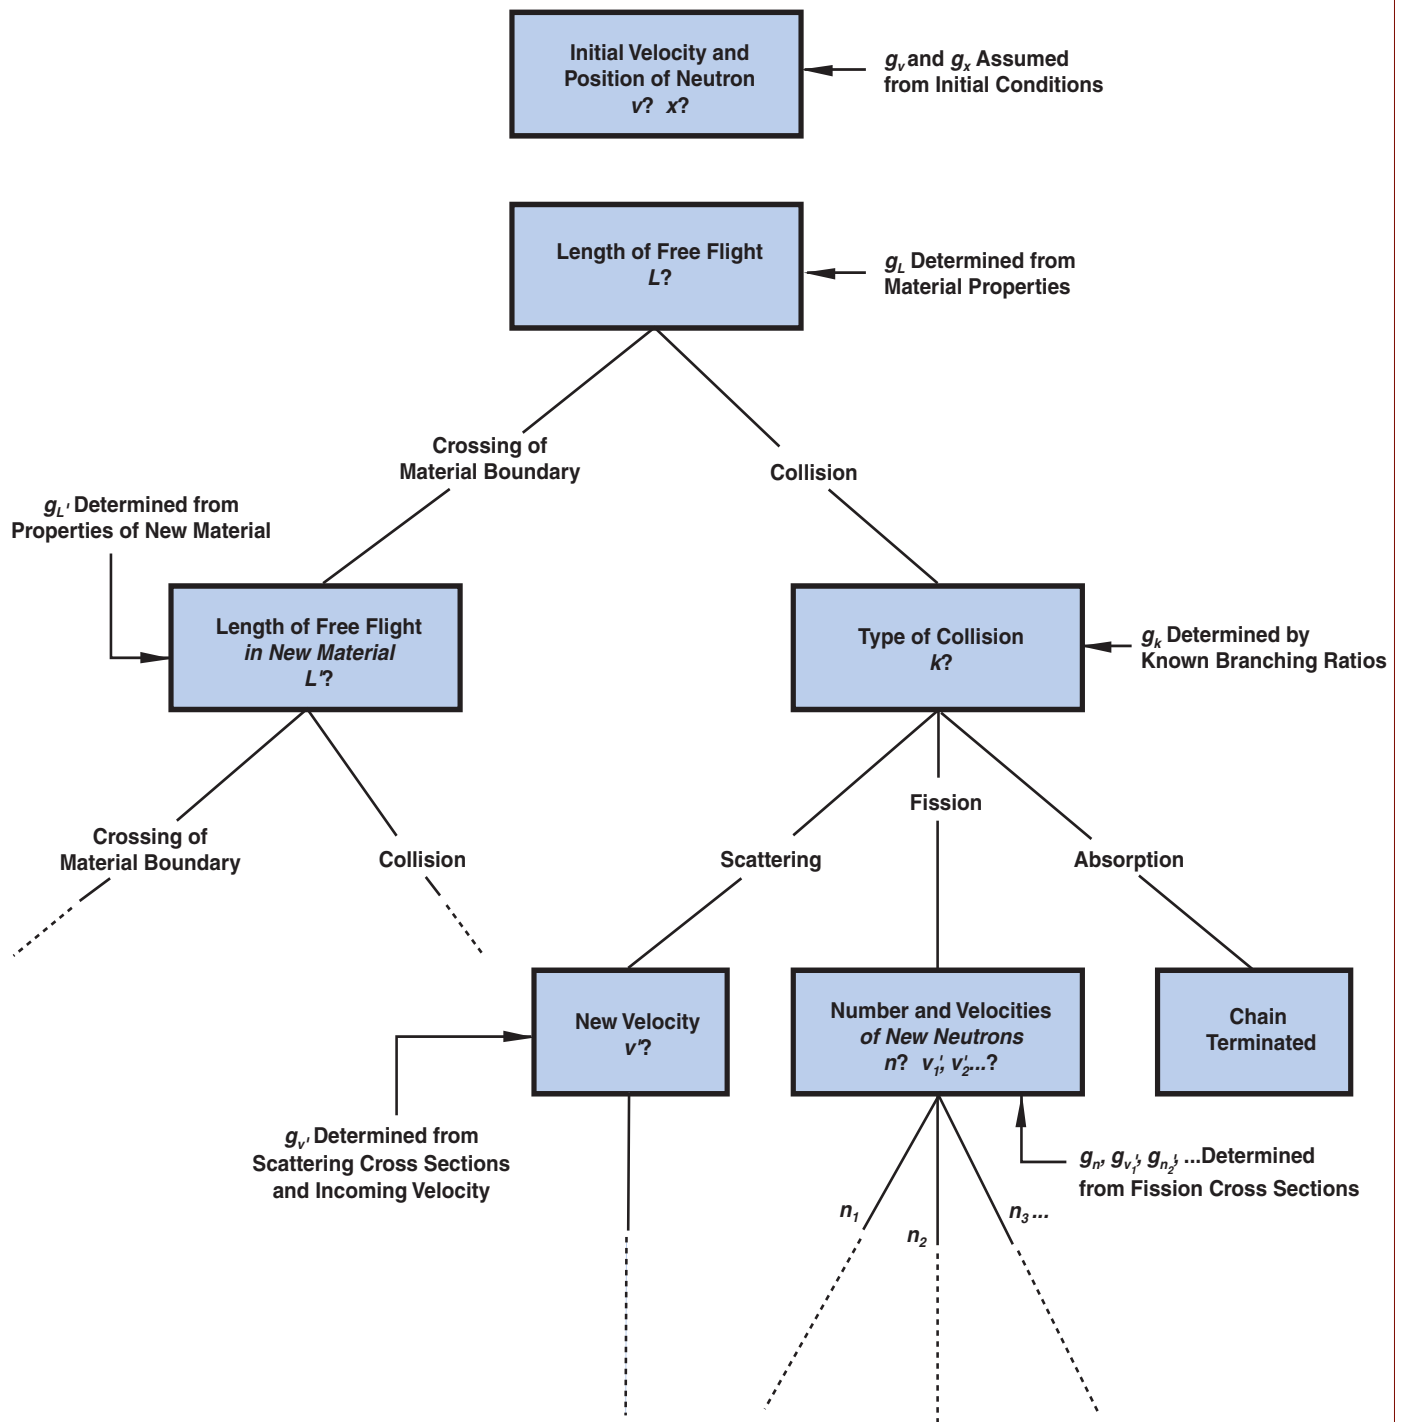 Initial Velocity and
Position of Neutron
v? x?
gv and gx Assumed
from Initial Conditions
Length of Free Flight
L?
gL Determined from
Material Properties
Crossing of
Material Boundary
Collision
gL' Determined from
Properties of New Material
Length of Free Flight
in New Material
L'?
Type of Collision
k?
gk Determined by
Known Branching Ratios
Crossing of
Material Boundary
Collision
Scattering
Fission
Absorption
New Velocity
v'?
Number and Velocities
of New Neutrons
n? v1', v2'...?
Chain
Terminated
gv' Determined from
Scattering Cross Sections
and Incoming Velocity
gn, gv1', gn2', ...Determined
from Fission Cross Sections
n1
n2
n3...